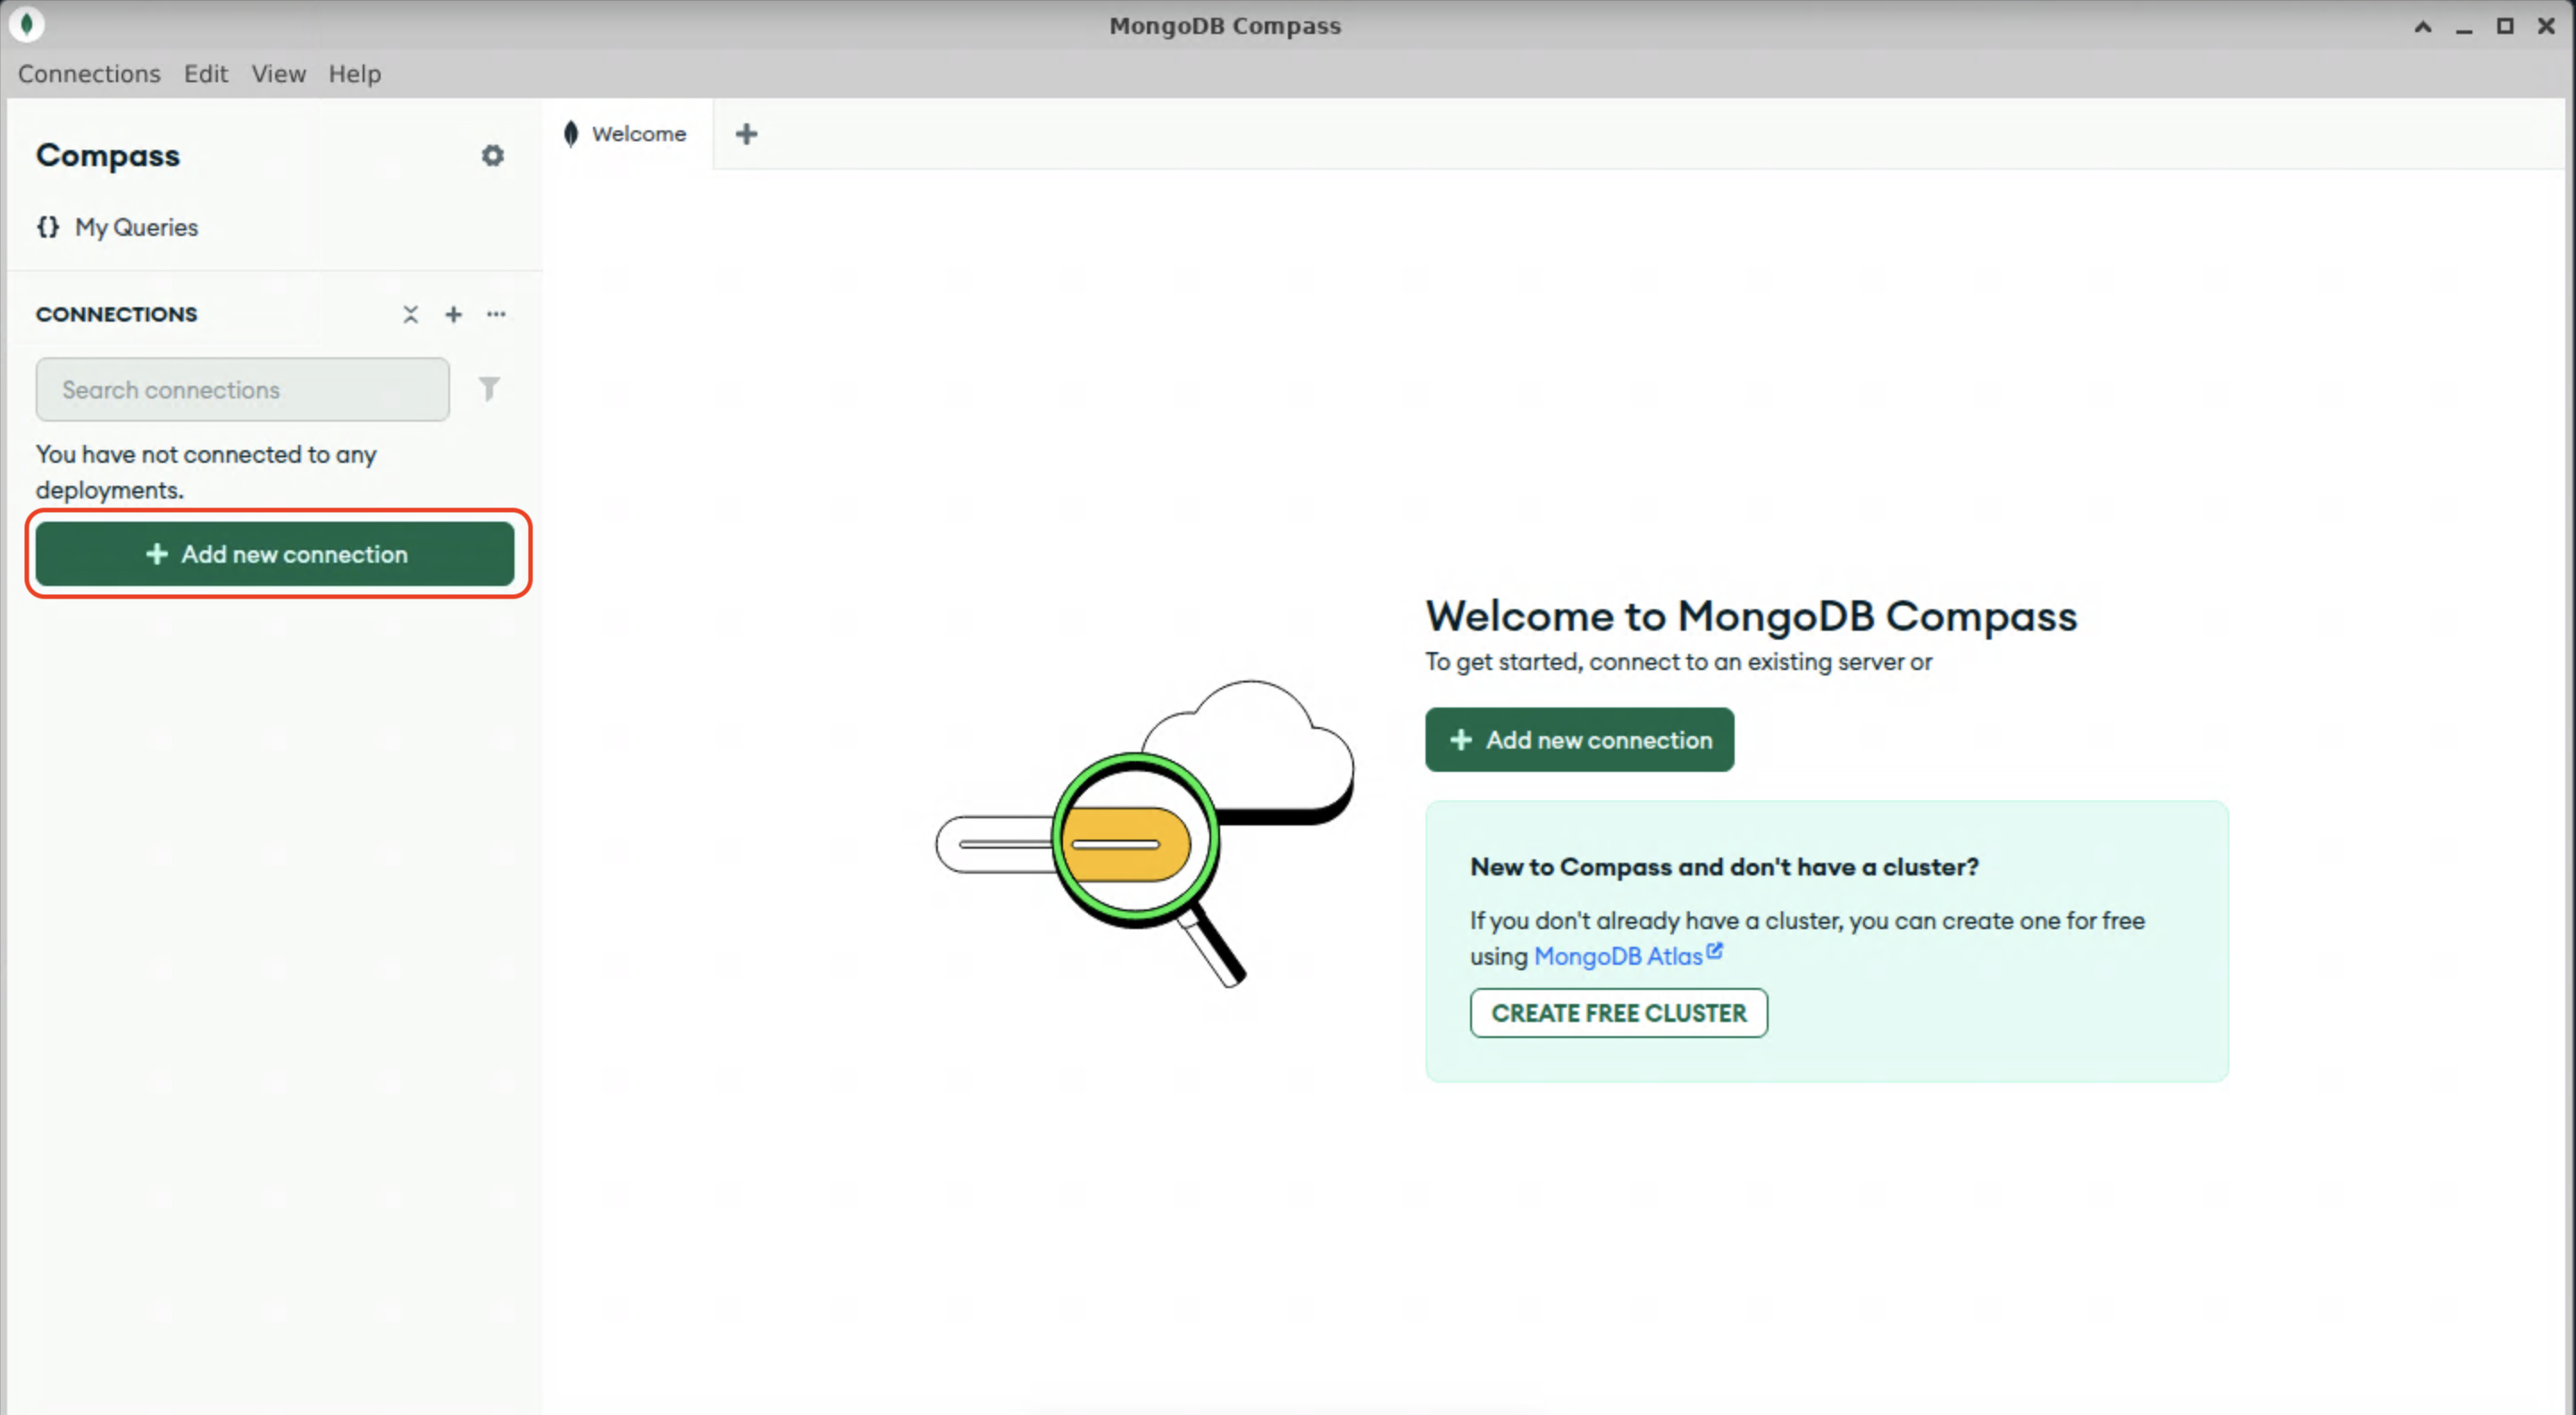 MongoDB Compass
Connections Edit View Help
Compass
{} My Queries
CONNECTIONS
Search connections
You have not connected to any
deployments.
+ Add new connection
Welcome
Welcome to MongoDB Compass
To get started, connect to an existing server or
+ Add new connection
New to Compass and don't have a cluster?
If you don't already have a cluster, you can create one for free
using MongoDB Atlas
CREATE FREE CLUSTER